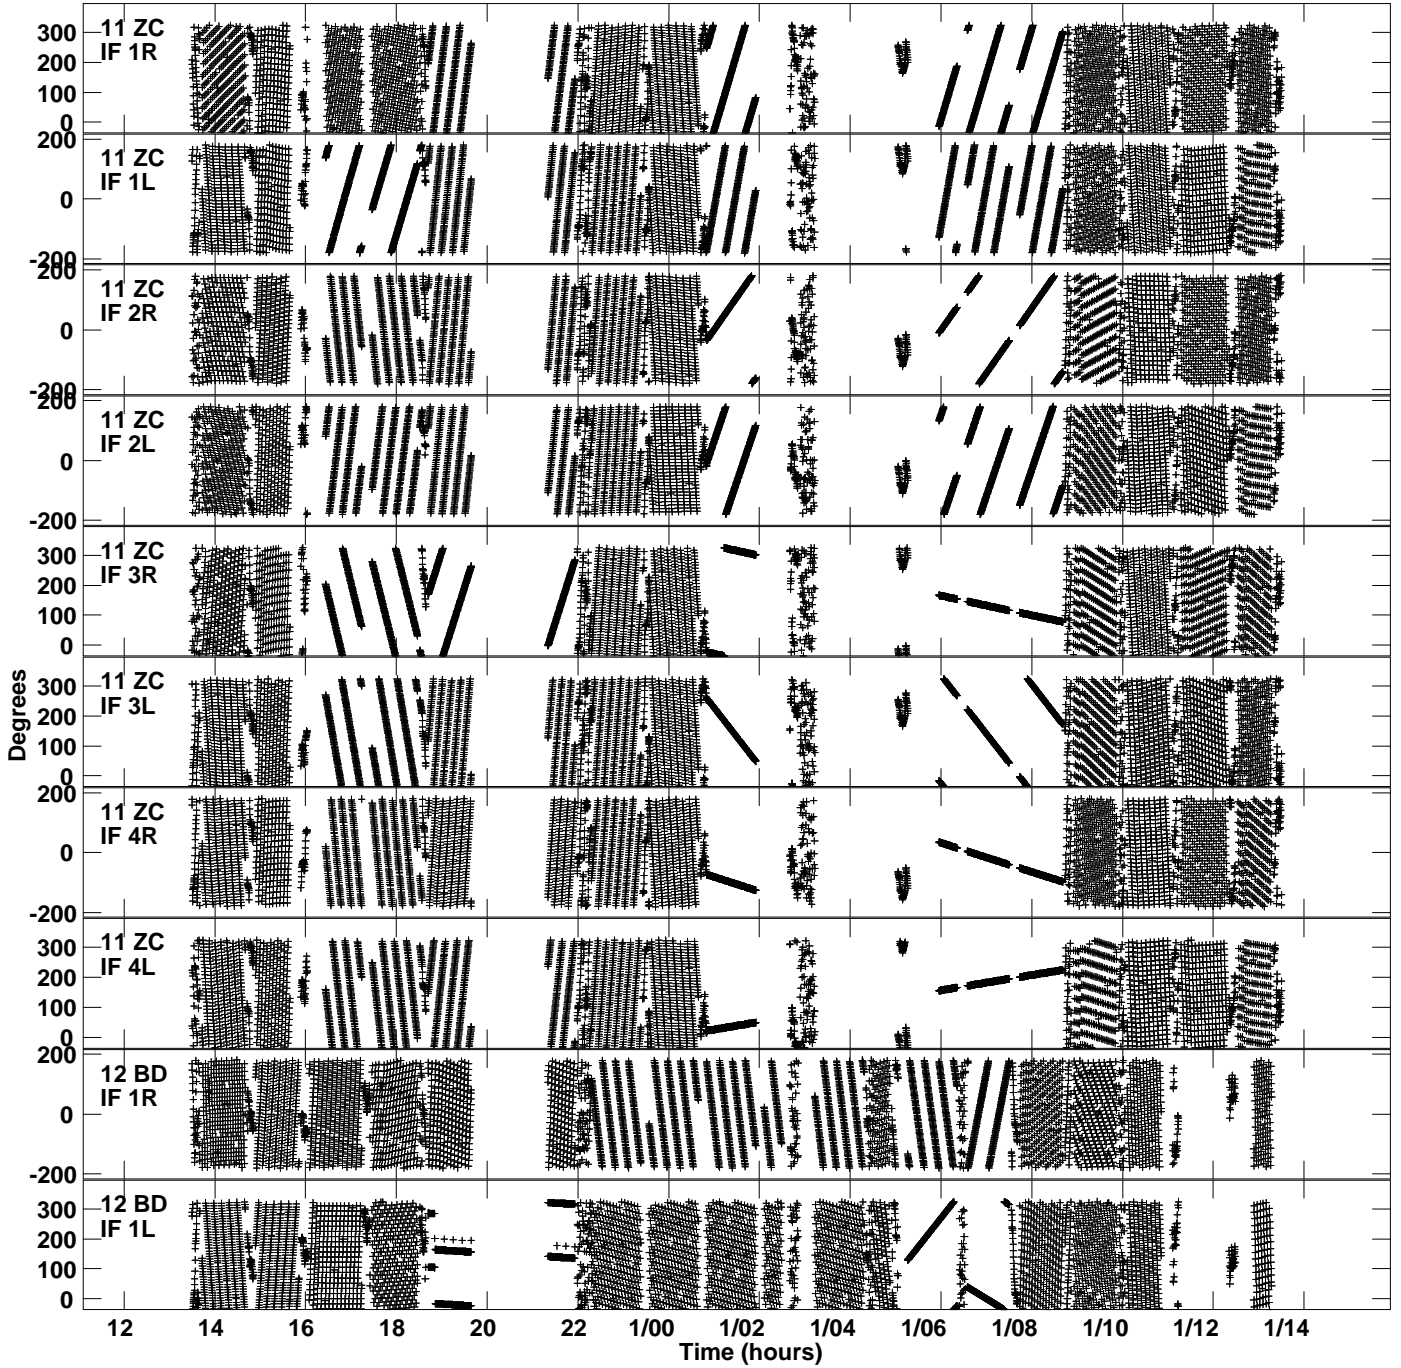 300
200
100
0
11 ZC
IF 1R
200
0
-200
11 ZC
IF 1L
200
0
-200
11 ZC
IF 2R
200
0
-200
11 ZC
IF 2L
300
200
100
0
11 ZC
IF 3R
300
200
100
0
11 ZC
IF 3L
200
0
-200
11 ZC
IF 4R
300
200
100
0
11 ZC
IF 4L
200
0
-200
12 BD
IF 1R
300
200
100
0
12 BD
IF 1L
Degrees
12 14 16 18 20 22 1/00 1/02 1/04 1/06 1/08 1/10 1/12 1/14
Time (hours)